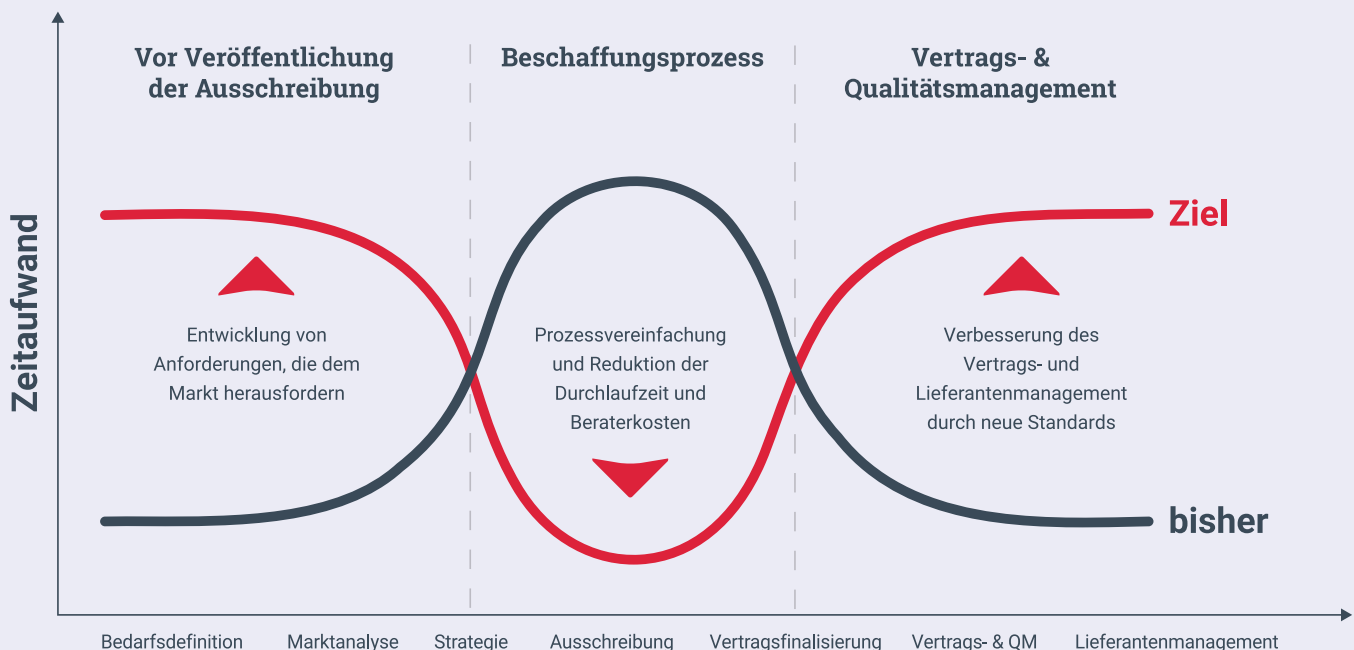 Vor Veröffentlichung
der Ausschreibung
Beschaffungsprozess
Vertrags- &
Qualitätsmanagement
Zeitaufwand
Ziel
Entwicklung von
Anforderungen, die dem
Markt herausfordern
Prozessvereinfachung
und Reduktion der
Durchlaufzeit und
Beraterkosten
Verbesserung des
Vertrags- und
Lieferantenmanagement
durch neue Standards
bisher
Bedarfsdefinition
Marktanalyse
Strategie
Ausschreibung
Vertragsfinalisierung
Vertrags- & QM
Lieferantenmanagement